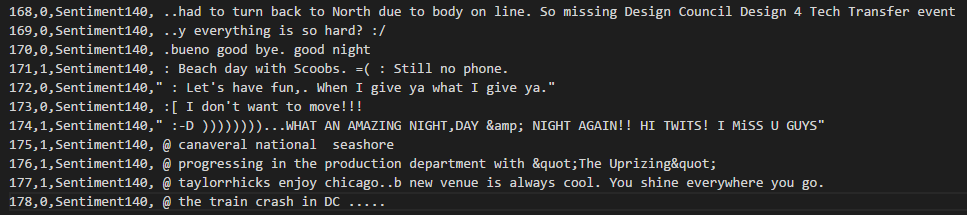 168,0,Sentiment140, ..had to turn back to North due to body on line. So missing Design Council Design 4 Tech Transfer event
169,0,Sentiment140, ..y everything is so hard? :/
170,0,Sentiment140, .bueno good bye. good night
171,1,Sentiment140, : Beach day with Scoobs. =( : Still no phone.
172,0,Sentiment140," : Let's have fun,. When I give ya what I give ya."
173,0,Sentiment140, :[ I don't want to move!!!
174,1,Sentiment140," :-D ))))))))...WHAT AN AMAZING NIGHT,DAY &amp; NIGHT AGAIN!! HI TWITS! I MiSS U GUYS"
175,1,Sentiment140, @ canaveral national  seashore
176,1,Sentiment140, @ progressing in the production department with &quot;The Uprizing&quot;
177,1,Sentiment140, @ taylorrhicks enjoy chicago..b new venue is always cool. You shine everywhere you go.
178,0,Sentiment140, @ the train crash in DC .....